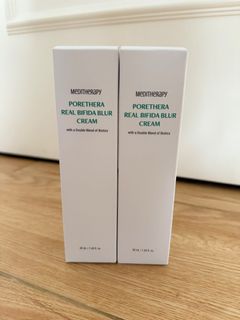 MEDITHERAPY
PORETHERA
REAL BIFIDA BLUR
CREAM
with a Double Blend of Biotics
MEDITHERAPY
PORETHERA
REAL BIFIDA BLUR
CREAM
with a Double Blend of Biotics